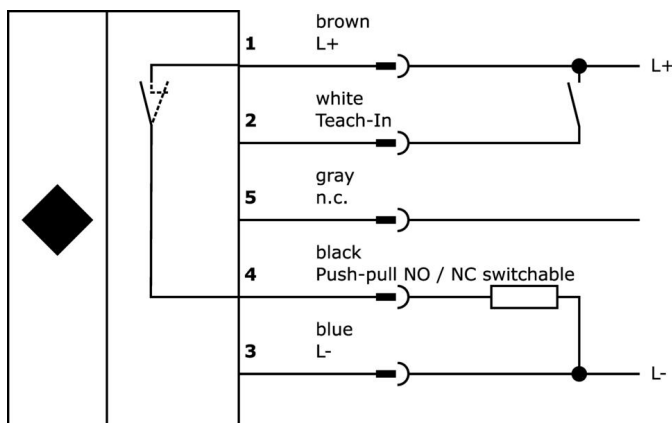 brown
1 L+
L+
white
2 Teach-In
gray
5 n.c.
black
4 Push-pull NO / NC switchable
blue
3 L-
L-